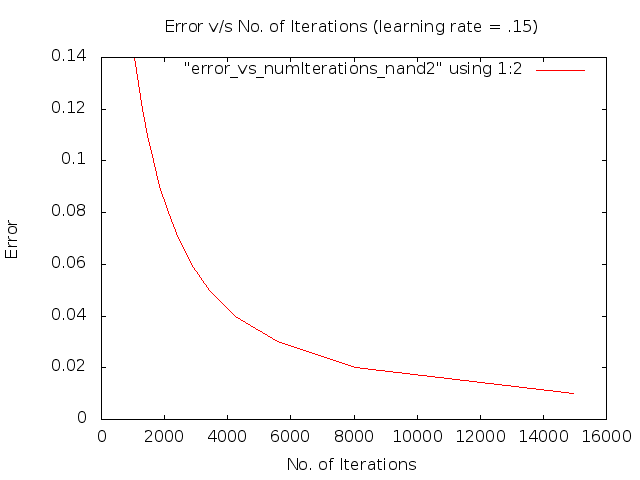 Error v/s No. of Iterations (learning rate = .15)
"error_vs_numIterations_nand2" using 1:2
0.14
0.12
0.1
0.08
0.06
0.04
0.02
0
Error
0 2000 4000 6000 8000 10000 12000 14000 16000
No. of Iterations